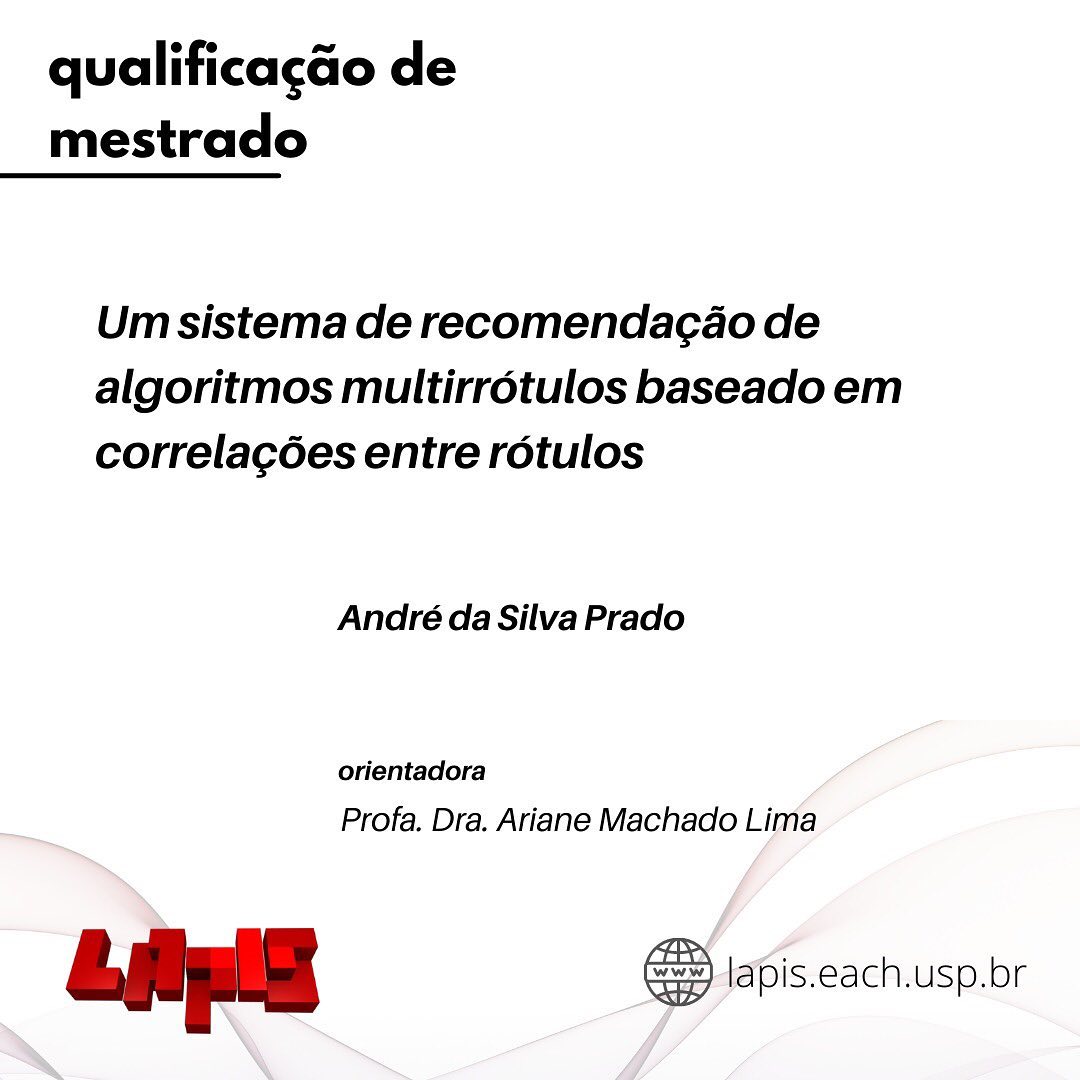 qualificação de
mestrado
Um sistema de recomendação de
algoritmos multirrótulos baseado em
correlações entre rótulos
André da Silva Prado
orientadora
Profa. Dra. Ariane Machado Lima
LAPIS
www
lapis.each.usp.br